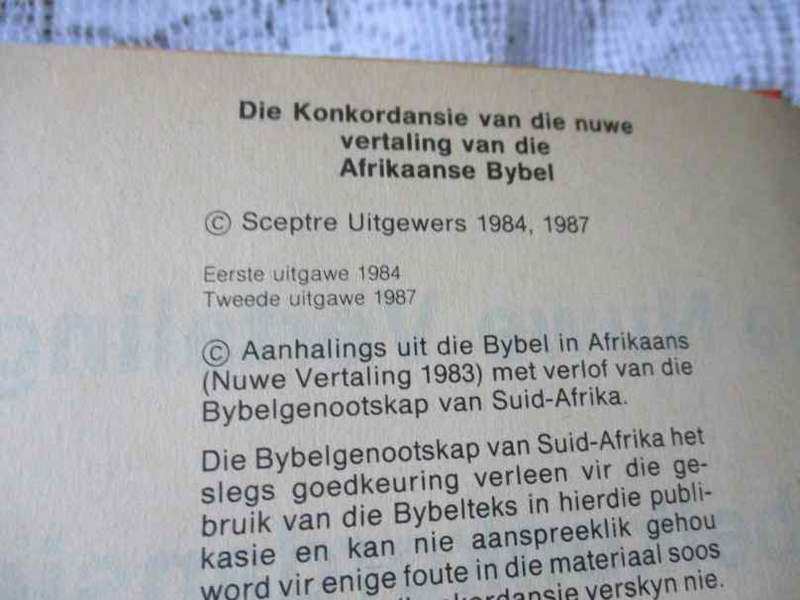 Die Konkordansie van die nuwe
vertaling van die
Afrikaanse Bybel
© Sceptre Uitgewers 1984, 1987
Eerste uitgawe 1984
Tweede uitgawe 1987
© Aanhalings uit die Bybel in Afrikaans
(Nuwe Vertaling 1983) met verlof van die
Bybelgenootskap van Suid-Afrika.
Die Bybelgenootskap van Suid-Afrika het
slegs goedkeuring verleen vir die ge-
bruik van die Bybelteks in hierdie publi-
kasie en kan nie aanspreeklik gehou
word vir enige foute in die materiaal soos
verskyn nie.